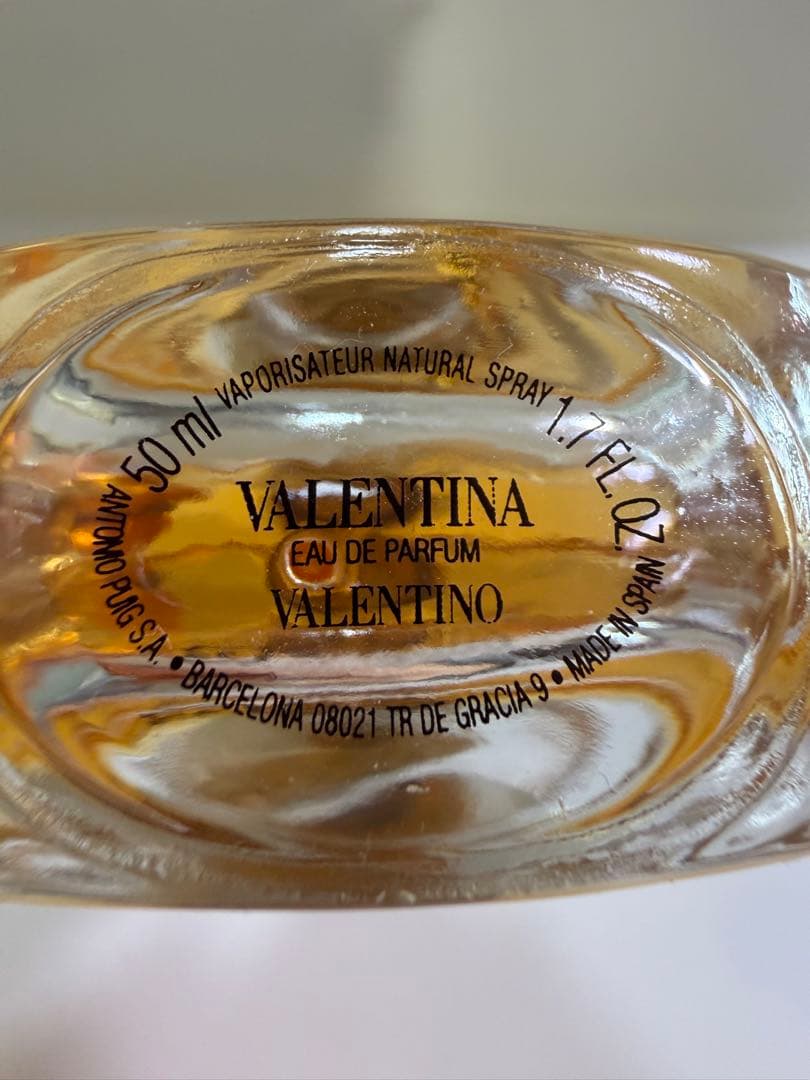 50 ml VAPORISATEUR NATURAL SPRAY 1.7 FL. OZ.
VALENTINA
EAU DE PARFUM
VALENTINO
ANTONIO PUIG S.A. • BARCELONA 08021 TR DE GRACIA 9 • MADE IN SPAIN